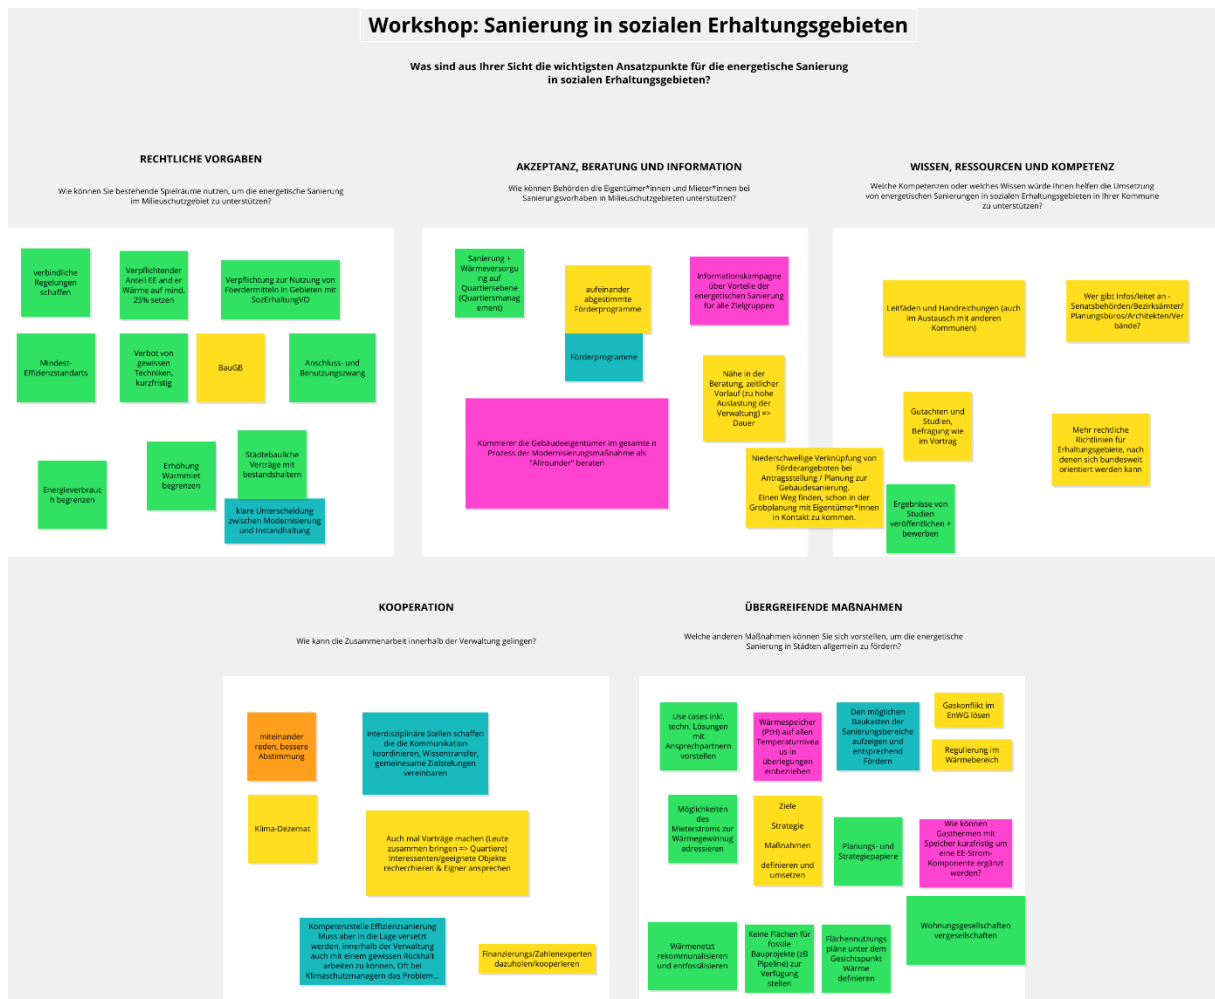 Workshop: Sanierung in sozialen Erhaltungsgebieten
Was sind aus Ihrer Sicht die wichtigsten Ansatzpunkte für die energetische Sanierung
in sozialen Erhaltungsgebieten?
RECHTLICHE VORGABEN
Wie können Sie bestehende Spielräume nutzen, um die energetische Sanierung
im Milieuschutzgebiet zu unterstützen?
verbindliche
Regelungen
schaffen
Verpflichtender
Anteil EE and er
Wärme auf mind.
25% setzen
Verpflichtung zur Nutzung von
Föerdermitteln in Gebieten mit
SozErhaltungVO
Mindest-
Effizienzstandarts
Verbot von
gewissen
Techniken,
kurzfristig
BauGB
Anschluss- und
Benutzungszwang
Energieverbrauc
h begrenzen
Erhöhung
Warmmiet
begrenzen
Städtebauliche
Verträge mit
bestandshaltern
klare Unterscheidung
zwischen Modernisierung
und Instandhaltung
AKZEPTANZ, BERATUNG UND INFORMATION
Wie können Behörden die Eigentümer*innen und Mieter*innen bei
Sanierungsvorhaben in Milieuschutzgebieten unterstützen?
Sanierung +
Wärmeversorgu
ng auf
Quartiersebene
(Quartiersmanag
ement)
aufeinander
abgestimmte
Förderprogramme
Förderprogramme
Informationskampagne
über Vorteile der
energetischen Sanierung
für alle Zielgruppen
Nähe in der
Beratung, zeitlicher
Vorlauf (zu hohe
Auslastung der
Verwaltung) =>
Dauer
Kümmerer die Gebäudeeigentümer im gesamte n
Prozess der Modernisierungsmaßnahme als
"Allrounder" beraten
Niederschwellige Verknüpfung von
Förderangeboten bei
Antragsstellung / Planung zur
Gebäudesanierung.
Einen Weg finden, schon in der
Grobplanung mit Eigentümer*innen
in Kontakt zu kommen.
WISSEN, RESSOURCEN UND KOMPETENZ
Welche Kompetenzen oder welches Wissen würde Ihnen helfen die Umsetzung
von energetischen Sanierungen in sozialen Erhaltungsgebieten in Ihrer Kommune
zu unterstützen?
Leitfäden und Handreichungen (auch
im Austausch mit anderen
Kommunen)
Wer gibt Infos/leitet an -
Senatsbehörden/Bezirksämter/
Planungsbüros/Architekten/Ver
bände?
Gutachten und
Studien,
Befragung wie
im Vortrag
Mehr rechtliche
Richtlinien für
Erhaltungsgebiete, nach
denen sich bundesweit
orientiert werden kann
Ergebnisse von
Studien
veröffentlichen +
bewerben
KOOPERATION
Wie kann die Zusammenarbeit innerhalb der Verwaltung gelingen?
miteinander
reden, bessere
Abstimmung
interdisziplinäre Stellen schaffen
die die Kommunikation
koordinieren, Wissentransfer,
gemeinesame Zielstelungen
vereinbaren
Klima-Dezernat
Auch mal Vorträge machen (Leute
zusammen bringen => Quartiere)
Interessenten/geeignete Objekte
recherchieren & Eigner ansprechen
Kompetenzstelle Effizienzsanierung
Muss aber in die Lage versetzt
werden, innerhalb der Verwaltung
auch mit einem gewissen Rückhalt
arbeiten zu können. Oft bei
Klimaschutzmanagern das Problem...
Finanzierungs/Zahlenexperten
dazuholen/kooperieren
ÜBERGREIFENDE MAßNAHMEN
Welche anderen Maßnahmen können Sie sich vorstellen, um die energetische
Sanierung in Städten allgemein zu fördern?
Use cases inkl.
techn. Lösungen
mit
Ansprechpartnern
vorstellen
Wärmespeicher
(PtH) auf allen
Temperaturnivea
us in
überlegungen
einbeziiehen
Den möglichen
Baukasten der
Sanierungsbereiche
aufzeigen und
entsprechend
Fördern
Gaskonflikt im
EnWG lösen
Regulierung im
Wärmebereich
Möglichkeiten
des
Mieterstroms zur
Wärmegewinnug
adressieren
Ziele
Strategie
Maßnahmen
definieren und
umsetzen
Planungs- und
Strategiepapiere
Wie können
Gasthermen mit
Speicher kurzfristig um
eine EE-Strom-
Komponente ergänzt
werden?
Wärmenetzt
rekommunalisieren
und entfossilisieren
Keine Flächen für
fossile
Bauprojekte (zB
Pipeline) zur
Verfügung
stellen
Flächennutzungs
pläne unter dem
Gesichtspunkt
Wärme
definieren
Wohnungsgesellschaften
vergesellschaften